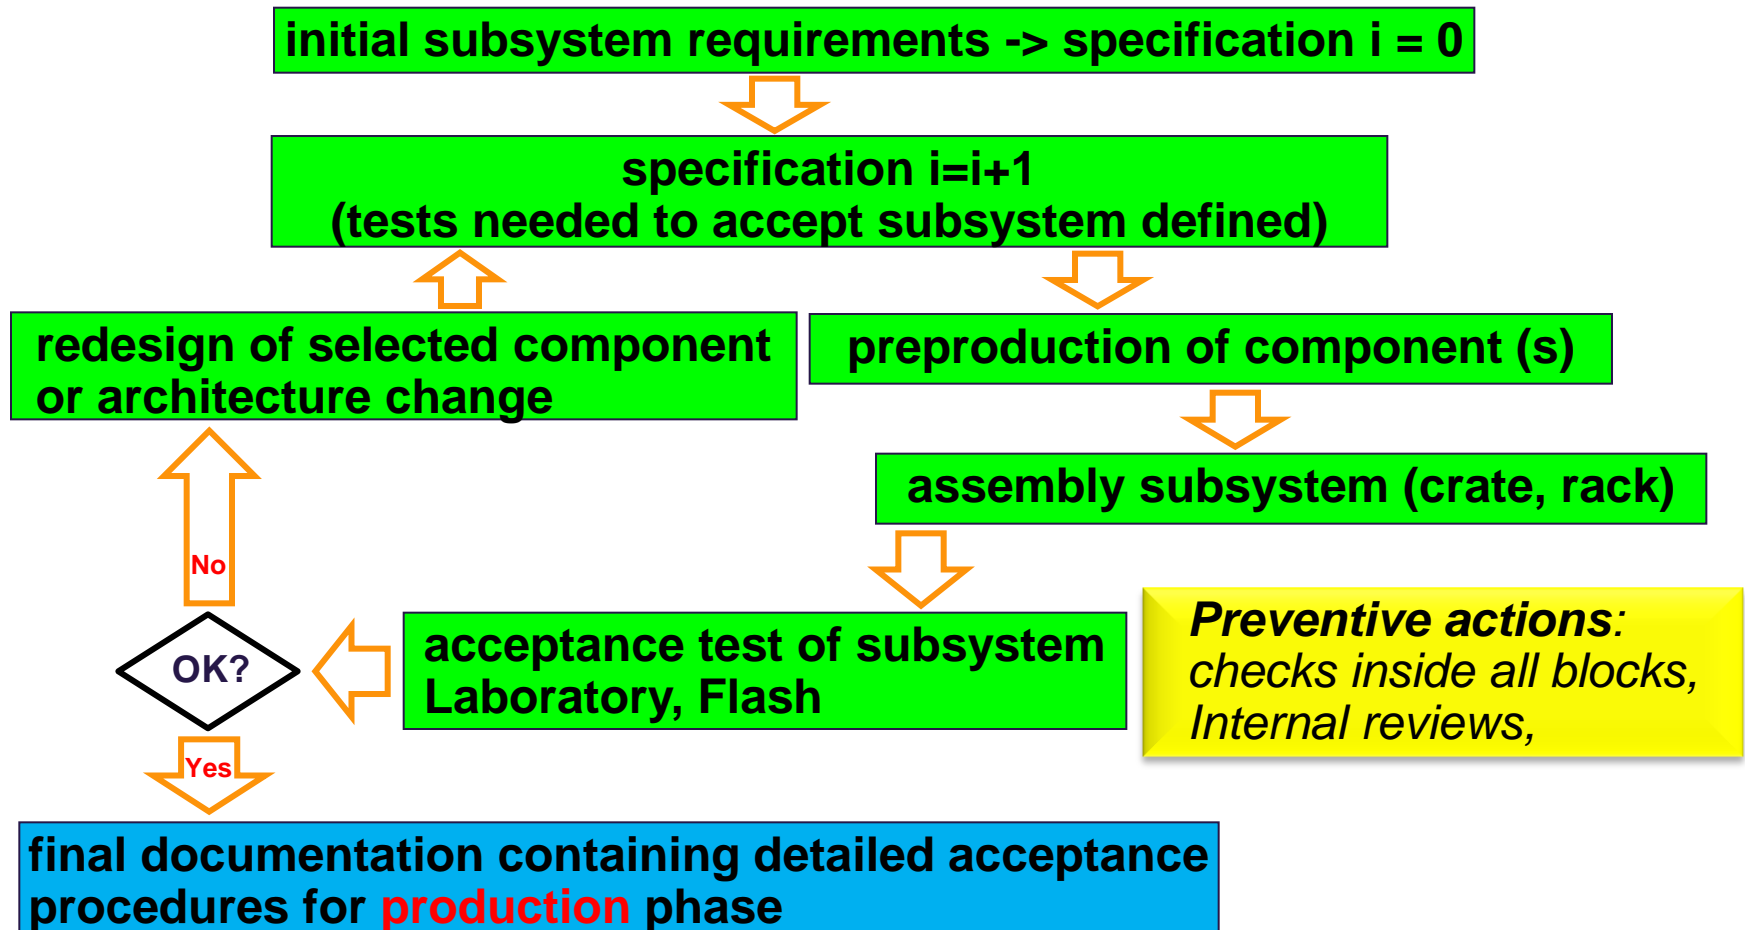 initial subsystem requirements -> specification i = 0
specification i=i+1
(tests needed to accept subsystem defined)
redesign of selected component
or architecture change
preproduction of component (s)
assembly subsystem (crate, rack)
No
OK?
acceptance test of subsystem
Laboratory, Flash
Preventive actions:
checks inside all blocks,
Internal reviews,
Yes
final documentation containing detailed acceptance
procedures for production phase